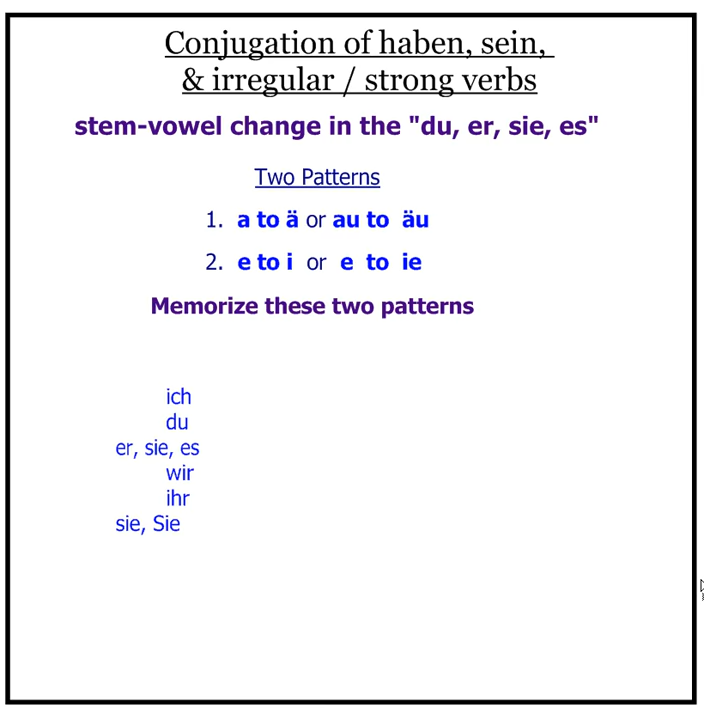 Conjugation of haben, sein,
& irregular / strong verbs
stem-vowel change in the "du, er, sie, es"
Two Patterns
1. a to ä or au to äu
2. e to i or e to ie
Memorize these two patterns
ich
du
er, sie, es
wir
ihr
sie, Sie